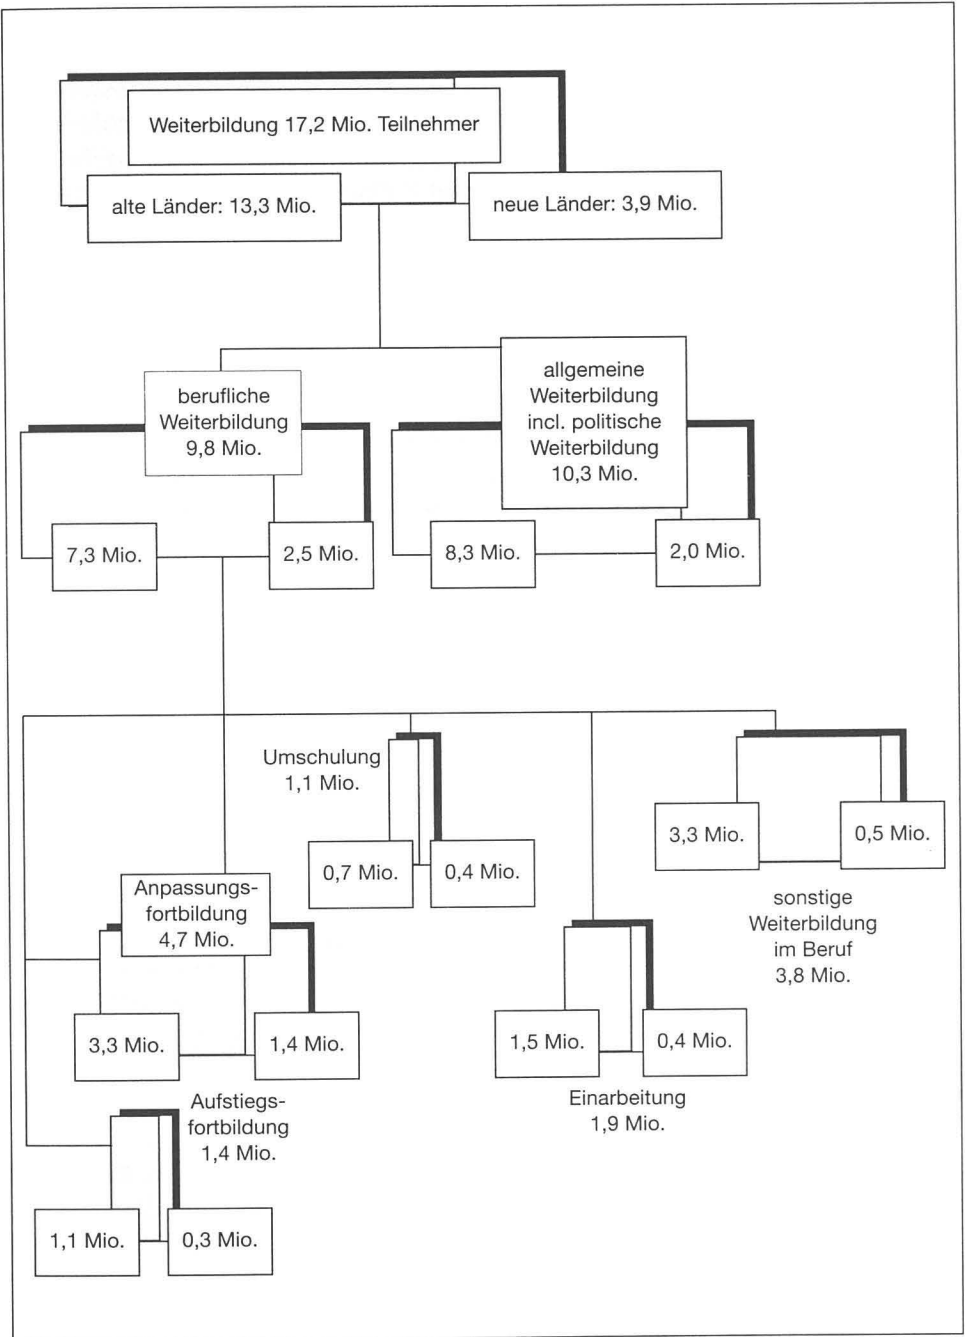 Weiterbildung 17,2 Mio. Teilnehmer
alte Länder: 13,3 Mio.
neue Länder: 3,9 Mio.
berufliche
Weiterbildung
9,8 Mio.
allgemeine
Weiterbildung
incl. politische
Weiterbildung
10,3 Mio.
7,3 Mio.
2,5 Mio.
8,3 Mio.
2,0 Mio.
Umschulung
1,1 Mio.
0,7 Mio.
0,4 Mio.
3,3 Mio.
0,5 Mio.
sonstige
Weiterbildung
im Beruf
3,8 Mio.
Anpassungs-
fortbildung
4,7 Mio.
3,3 Mio.
1,4 Mio.
1,5 Mio.
0,4 Mio.
Einarbeitung
1,9 Mio.
Aufstiegs-
fortbildung
1,4 Mio.
1,1 Mio.
0,3 Mio.